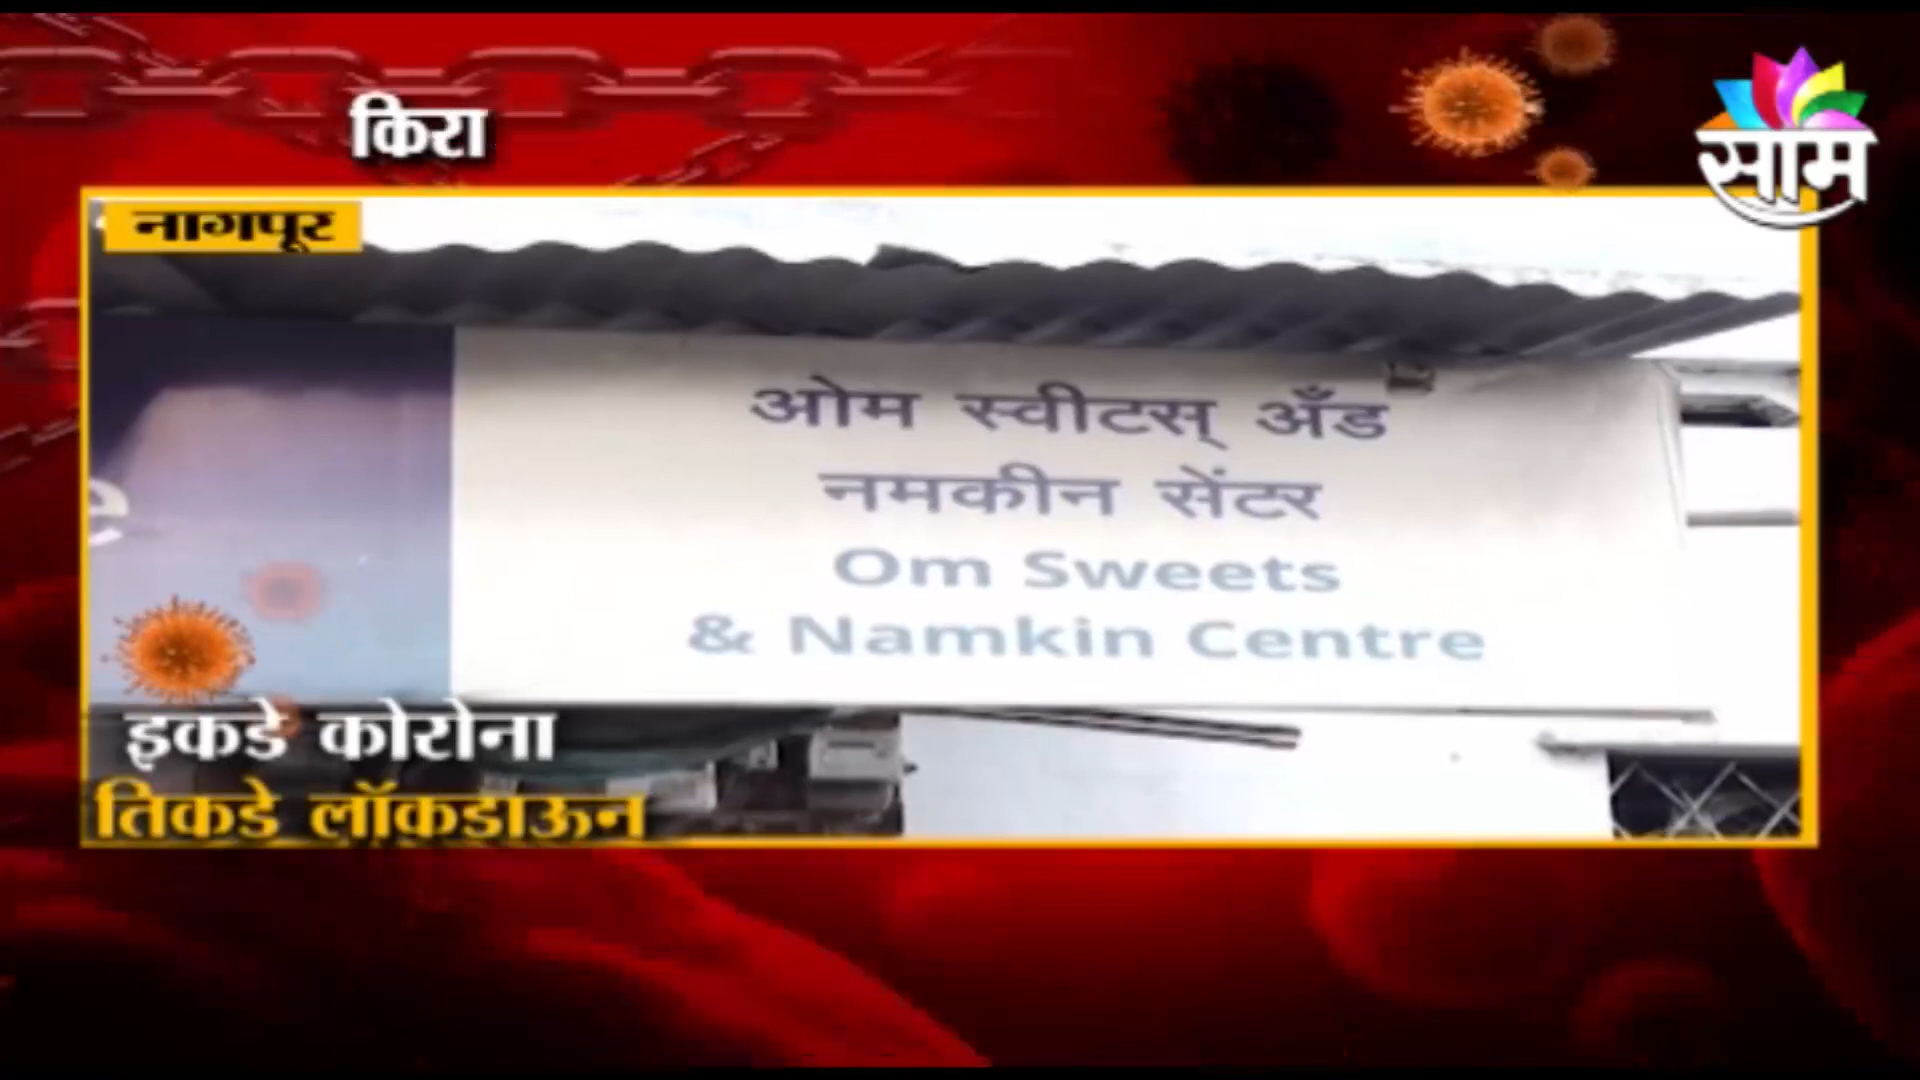 किरा
साम
नागपूर
ओम स्वीटस् अँड
नमकीन सेंटर
Om Sweets
& Namkin Centre
e
इकडे कोरोना
तिकडे लॉकडाऊन